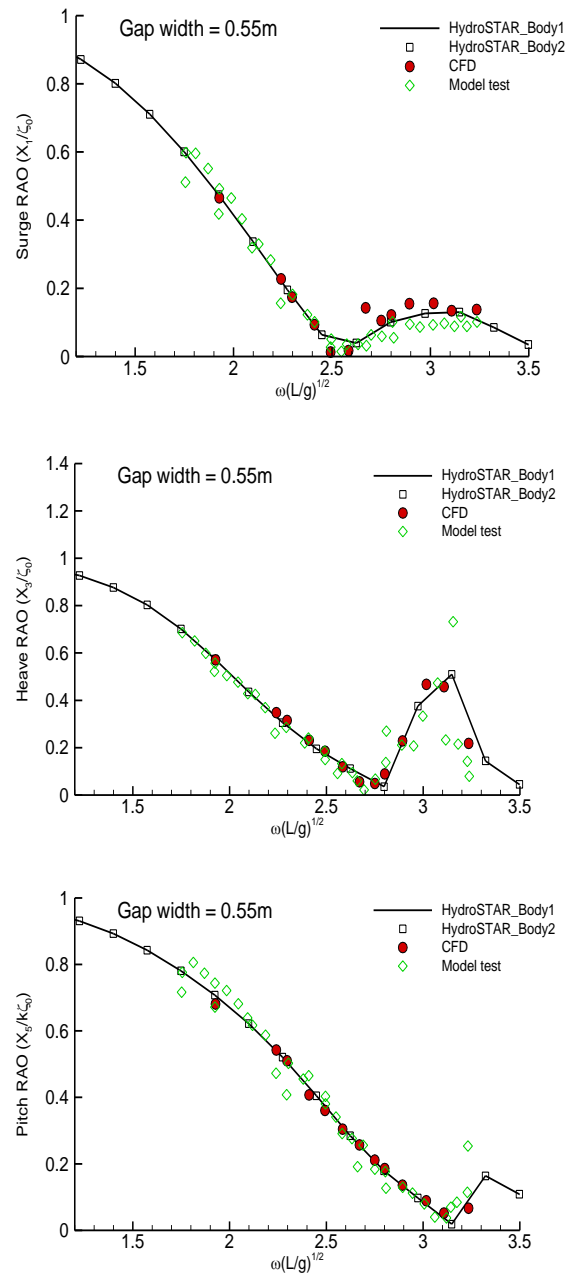 Gap width = 0.55m
HydroSTAR_Body1
HydroSTAR_Body2
CFD
Model test
Surge RAO (X1/ζ0)
1
0.8
0.6
0.4
0.2
0
1.5
2
2.5
3
3.5
ω(L/g)^1/2
Gap width = 0.55m
HydroSTAR_Body1
HydroSTAR_Body2
CFD
Model test
Heave RAO (X3/ζ0)
1.4
1.2
1
0.8
0.6
0.4
0.2
0
1.5
2
2.5
3
3.5
ω(L/g)^1/2
Gap width = 0.55m
HydroSTAR_Body1
HydroSTAR_Body2
CFD
Model test
Pitch RAO (X5/kζ0)
1
0.8
0.6
0.4
0.2
0
1.5
2
2.5
3
3.5
ω(L/g)^1/2